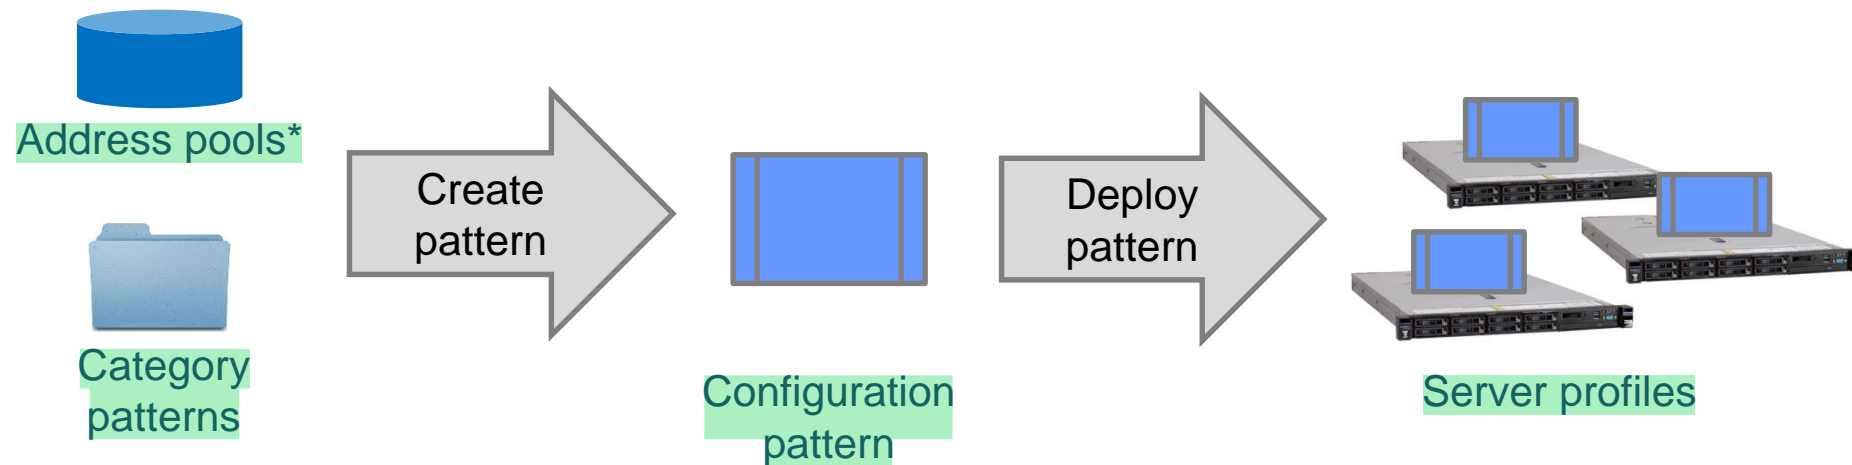 Address pools*
Category
patterns
Create
pattern
Configuration
pattern
Deploy
pattern
Server profiles